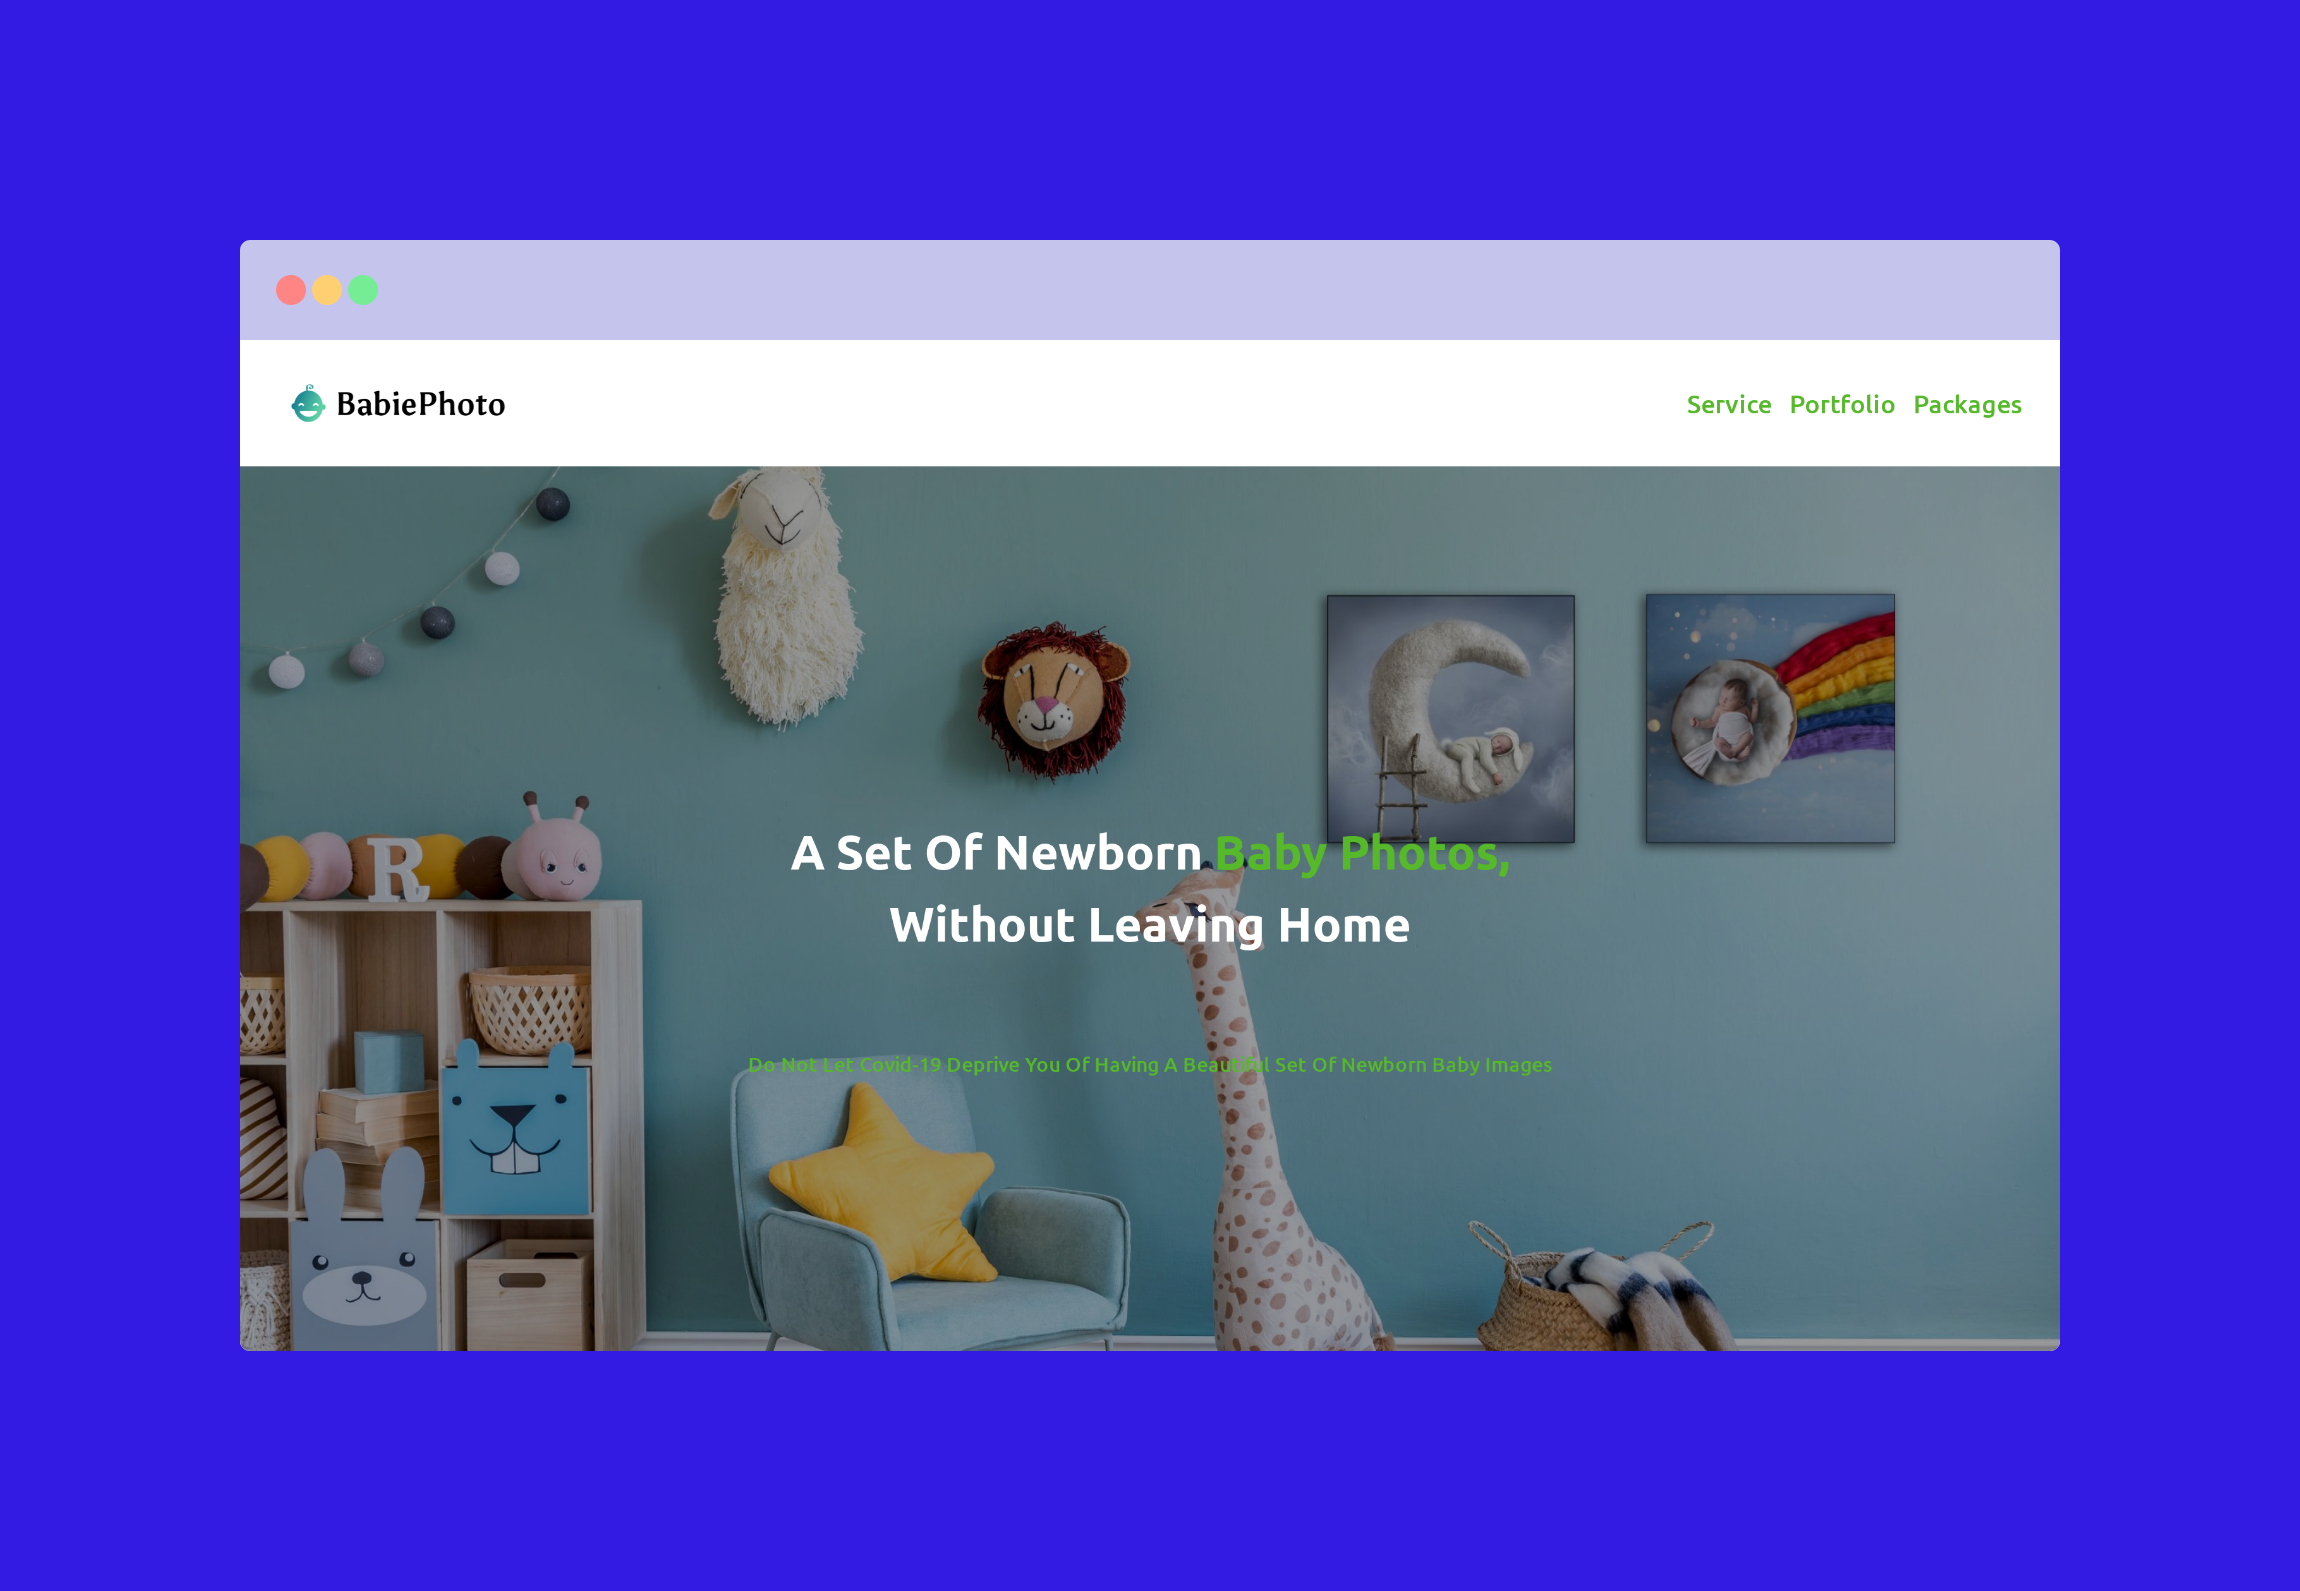 BabiePhoto
Service Portfolio Packages
A Set Of Newborn Baby Photos,
Without Leaving Home
R
Do Not Let Covid-19 Deprive You Of Having A Beautiful Set Of Newborn Baby Images